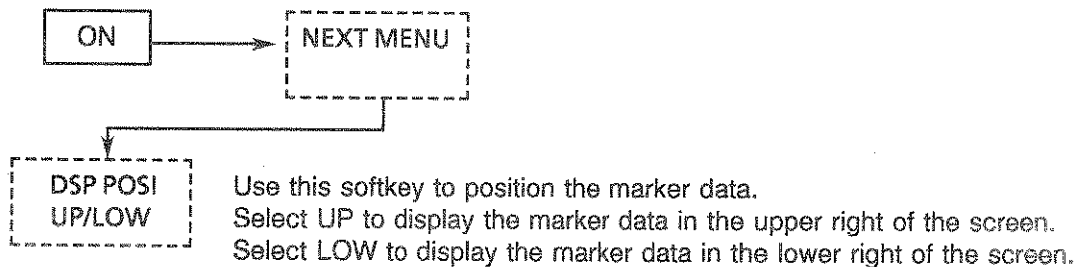 ON
NEXT MENU
DSP POSI
UP/LOW
Use this softkey to position the marker data.
Select UP to display the marker data in the upper right of the screen.
Select LOW to display the marker data in the lower right of the screen.